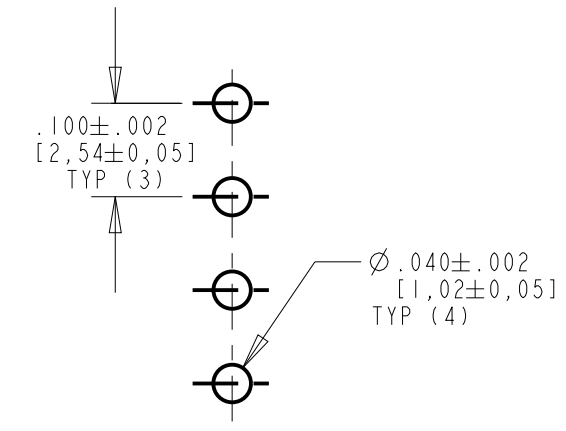 .100±.002
[2,54±0,05]
TYP (3)
Ø .040±.002
[1,02±0,05]
TYP (4)